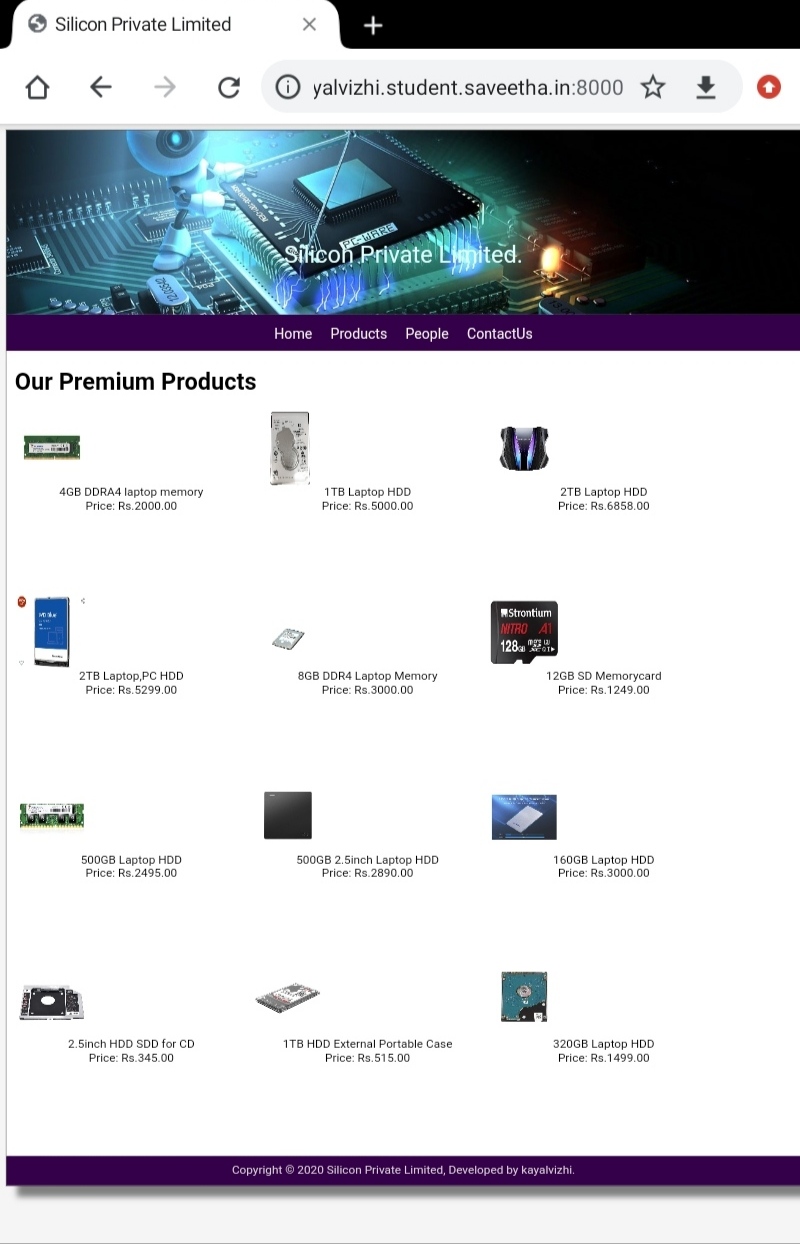 Silicon Private Limited
yalvizhi.student.saveetha.in:8000
PC-WARE
Silicon Private Limited.
Home Products People ContactUs
Our Premium Products
4GB DDRA4 laptop memory
Price: Rs.2000.00
1TB Laptop HDD
Price: Rs.5000.00
2TB Laptop HDD
Price: Rs.6858.00
WD Blue
2TB Laptop,PC HDD
Price: Rs.5299.00
8GB DDR4 Laptop Memory
Price: Rs.3000.00
Strontium
NITRO A1
128GB
12GB SD Memorycard
Price: Rs.1249.00
500GB Laptop HDD
Price: Rs.2495.00
500GB 2.5inch Laptop HDD
Price: Rs.2890.00
160GB Laptop HDD
Price: Rs.3000.00
2.5inch HDD SDD for CD
Price: Rs.345.00
1TB HDD External Portable Case
Price: Rs.515.00
320GB Laptop HDD
Price: Rs.1499.00
Copyright © 2020 Silicon Private Limited, Developed by kayalvizhi.